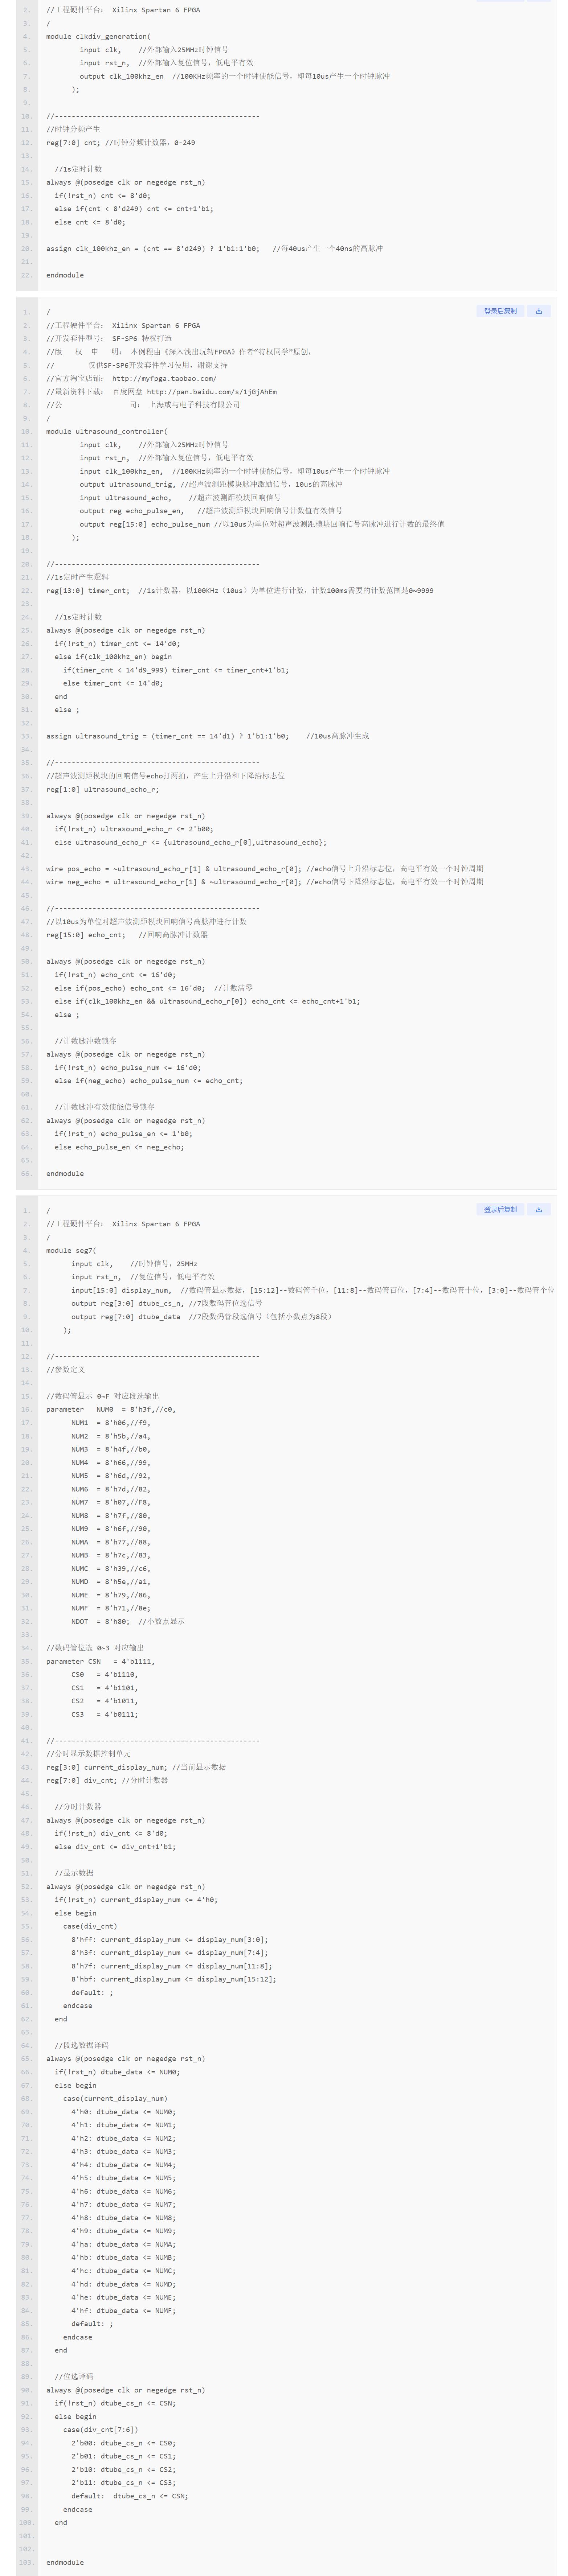 1. //工程硬件平台： Xilinx Spartan 6 FPGA
3. /
4. module clkdiv_generation(
5. input clk, //外部输入25MHz时钟信号
6. input rst_n, //外部输入复位信号，低电平有效
7. output clk_100khz_en //100KHz频率的一个时钟使能信号，即每10us产生一个时钟脉冲
8. );
9.
10. //-------------------------------------------------
11. //时钟分频产生
12. reg[7:0] cnt; //时钟分频计数器，0-249
13.
14. //1s定时计数
15. always @(posedge clk or negedge rst_n)
16. if(!rst_n) cnt <= 8'd0;
17. else if(cnt < 8'd249) cnt <= cnt+1'b1;
18. else cnt <= 8'd0;
19.
20. assign clk_100khz_en = (cnt == 8'd249) ? 1'b1:1'b0; //每40us产生一个40ns的高脉冲
21.
22. endmodule
登录后复制
1. /
2. //工程硬件平台： Xilinx Spartan 6 FPGA
3. //开发套件型号： SF-SP6 特权打造
4. //版 权 申 明： 本例程由《深入浅出玩转FPGA》作者“特权同学”原创，
5. // 仅供SF-SP6开发套件学习使用，谢谢支持
6. //官方淘宝店铺： http://myfpga.taobao.com/
7. //最新资料下载： 百度网盘 http://pan.baidu.com/s/1jGjAhEm
8. //公 司： 上海或与电子科技有限公司
9. /
10. module ultrasound_controller(
11. input clk, //外部输入25MHz时钟信号
12. input rst_n, //外部输入复位信号，低电平有效
13. input clk_100khz_en, //100KHz频率的一个时钟使能信号，即每10us产生一个时钟脉冲
14. output ultrasound_trig, //超声波测距模块脉冲激励信号，10us的高脉冲
15. input ultrasound_echo, //超声波测距模块回响信号
16. output reg echo_pulse_en, //超声波测距模块回响信号计数值有效信号
17. output reg[15:0] echo_pulse_num //以10us为单位对超声波测距模块回响信号高脉冲进行计数的最终值
18. );
19.
20. //-------------------------------------------------
21. //1s定时产生逻辑
22. reg[13:0] timer_cnt; //1s计数器，以100KHz（10us）为单位进行计数，计数100ms需要的计数范围是0~9999
23.
24. //1s定时计数
25. always @(posedge clk or negedge rst_n)
26. if(!rst_n) timer_cnt <= 14'd0;
27. else if(clk_100khz_en) begin
28. if(timer_cnt < 14'd9_999) timer_cnt <= timer_cnt+1'b1;
29. else timer_cnt <= 14'd0;
30. end
31. else ;
32.
33. assign ultrasound_trig = (timer_cnt == 14'd1) ? 1'b1:1'b0; //10us高脉冲生成
34.
35. //-------------------------------------------------
36. //超声波测距模块的回响信号echo打两拍，产生上升沿和下降沿标志位
37. reg[1:0] ultrasound_echo_r;
38.
39. always @(posedge clk or negedge rst_n)
40. if(!rst_n) ultrasound_echo_r <= 2'b00;
41. else ultrasound_echo_r <= {ultrasound_echo_r[0],ultrasound_echo};
42.
43. wire pos_echo = ~ultrasound_echo_r[1] & ultrasound_echo_r[0]; //echo信号上升沿标志位，高电平有效一个时钟周期
44. wire neg_echo = ultrasound_echo_r[1] & ~ultrasound_echo_r[0]; //echo信号下降沿标志位，高电平有效一个时钟周期
45.
46. //-------------------------------------------------
47. //以10us为单位对超声波测距模块回响信号高脉冲进行计数
48. reg[15:0] echo_cnt; //回响高脉冲计数器
49.
50. always @(posedge clk or negedge rst_n)
51. if(!rst_n) echo_cnt <= 16'd0;
52. else if(pos_echo) echo_cnt <= 16'd0; //计数清零
53. else if(clk_100khz_en && ultrasound_echo_r[0]) echo_cnt <= echo_cnt+1'b1;
54. else ;
55.
56. //计数脉冲数锁存
57. always @(posedge clk or negedge rst_n)
58. if(!rst_n) echo_pulse_num <= 16'd0;
59. else if(neg_echo) echo_pulse_num <= echo_cnt;
60.
61. //计数脉冲有效使能信号锁存
62. always @(posedge clk or negedge rst_n)
63. if(!rst_n) echo_pulse_en <= 1'b0;
64. else echo_pulse_en <= neg_echo;
65.
66. endmodule
登录后复制
1. /
2. //工程硬件平台： Xilinx Spartan 6 FPGA
3. /
4. module seg7(
5. input clk, //时钟信号，25MHz
6. input rst_n, //复位信号，低电平有效
7. input[15:0] display_num, //数码管显示数据，[15:12]--数码管千位，[11:8]--数码管百位，[7:4]--数码管十位，[3:0]--数码管个位
8. output reg[3:0] dtube_cs_n, //7段数码管位选信号
9. output reg[7:0] dtube_data //7段数码管段选信号（包括小数点为8段）
10. );
11.
12. //-------------------------------------------------
13. //参数定义
14.
15. //数码管显示 0~F 对应段选输出
16. parameter NUM0 = 8'h3f,//c0,
17. NUM1 = 8'h06,//f9,
18. NUM2 = 8'h5b,//a4,
19. NUM3 = 8'h4f,//b0,
20. NUM4 = 8'h66,//99,
21. NUM5 = 8'h6d,//92,
22. NUM6 = 8'h7d,//82,
23. NUM7 = 8'h07,//F8,
24. NUM8 = 8'h7f,//80,
25. NUM9 = 8'h6f,//90,
26. NUMA = 8'h77,//88,
27. NUMB = 8'h7c,//83,
28. NUMC = 8'h39,//c6,
29. NUMD = 8'h5e,//a1,
30. NUME = 8'h79,//86,
31. NUMF = 8'h71,//8e;
32. NDOT = 8'h80; //小数点显示
33.
34. //数码管位选 0~3 对应输出
35. parameter CSN = 4'b1111,
36. CS0 = 4'b1110,
37. CS1 = 4'b1101,
38. CS2 = 4'b1011,
39. CS3 = 4'b0111;
40.
41. //-------------------------------------------------
42. //分时显示数据控制单元
43. reg[3:0] current_display_num; //当前显示数据
44. reg[7:0] div_cnt; //分时计数器
45.
46. //分时计数器
47. always @(posedge clk or negedge rst_n)
48. if(!rst_n) div_cnt <= 8'd0;
49. else div_cnt <= div_cnt+1'b1;
50.
51. //显示数据
52. always @(posedge clk or negedge rst_n)
53. if(!rst_n) current_display_num <= 4'h0;
54. else begin
55. case(div_cnt)
56. 8'hff: current_display_num <= display_num[3:0];
57. 8'h3f: current_display_num <= display_num[7:4];
58. 8'h7f: current_display_num <= display_num[11:8];
59. 8'hbf: current_display_num <= display_num[15:12];
60. default: ;
61. endcase
62. end
63.
64. //段选数据译码
65. always @(posedge clk or negedge rst_n)
66. if(!rst_n) dtube_data <= NUM0;
67. else begin
68. case(current_display_num)
69. 4'h0: dtube_data <= NUM0;
70. 4'h1: dtube_data <= NUM1;
71. 4'h2: dtube_data <= NUM2;
72. 4'h3: dtube_data <= NUM3;
73. 4'h4: dtube_data <= NUM4;
74. 4'h5: dtube_data <= NUM5;
75. 4'h6: dtube_data <= NUM6;
76. 4'h7: dtube_data <= NUM7;
77. 4'h8: dtube_data <= NUM8;
78. 4'h9: dtube_data <= NUM9;
79. 4'ha: dtube_data <= NUMA;
80. 4'hb: dtube_data <= NUMB;
81. 4'hc: dtube_data <= NUMC;
82. 4'hd: dtube_data <= NUMD;
83. 4'he: dtube_data <= NUME;
84. 4'hf: dtube_data <= NUMF;
85. default: ;
86. endcase
87. end
88.
89. //位选译码
90. always @(posedge clk or negedge rst_n)
91. if(!rst_n) dtube_cs_n <= CSN;
92. else begin
93. case(div_cnt[7:6])
94. 2'b00: dtube_cs_n <= CS0;
95. 2'b01: dtube_cs_n <= CS1;
96. 2'b10: dtube_cs_n <= CS2;
97. 2'b11: dtube_cs_n <= CS3;
98. default: dtube_cs_n <= CSN;
99. endcase
100. end
101.
102.
103. endmodule